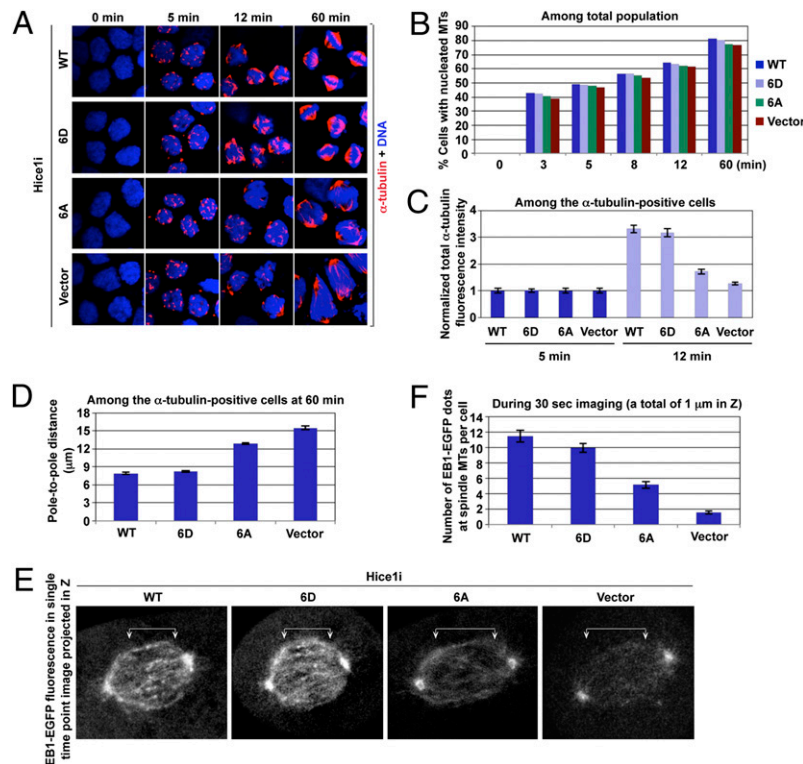 A
0 min 5 min 12 min 60 min
WT
6D
6A
Vector
Hice1i
α-tubulin + DNA
B
Among total population
% Cells with nucleated MTs
90
80
70
60
50
40
30
20
10
0
0 3 5 8 12 60 (min)
WT
6D
6A
Vector
C
Among the α-tubulin-positive cells
Normalized total α-tubulin
fluorescence intensity
4
3
2
1
0
WT 6D 6A Vector WT 6D 6A Vector
5 min 12 min
D
Among the α-tubulin-positive cells at 60 min
Pole-to-pole distance
(μm)
18
15
12
9
6
3
0
WT 6D 6A Vector
F
During 30 sec imaging (a total of 1 μm in Z)
Number of EB1-EGFP dots
at spindle MTs per cell
14
12
10
8
6
4
2
0
WT 6D 6A Vector
E
Hice1i
WT 6D 6A Vector
EB1-EGFP fluorescence in single
time point image projected in Z